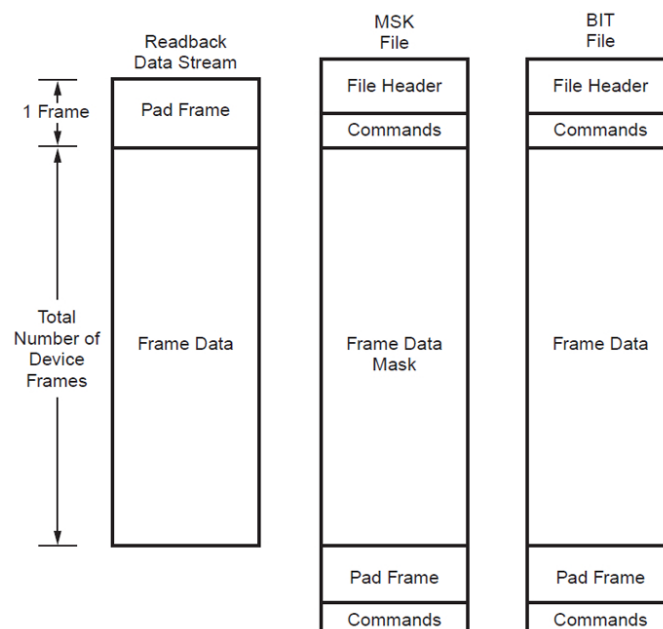 Readback
Data Stream
MSK
File
BIT
File
1 Frame
Pad Frame
File Header
File Header
Commands
Commands
Total
Number of
Device
Frames
Frame Data
Frame Data
Mask
Frame Data
Pad Frame
Pad Frame
Commands
Commands